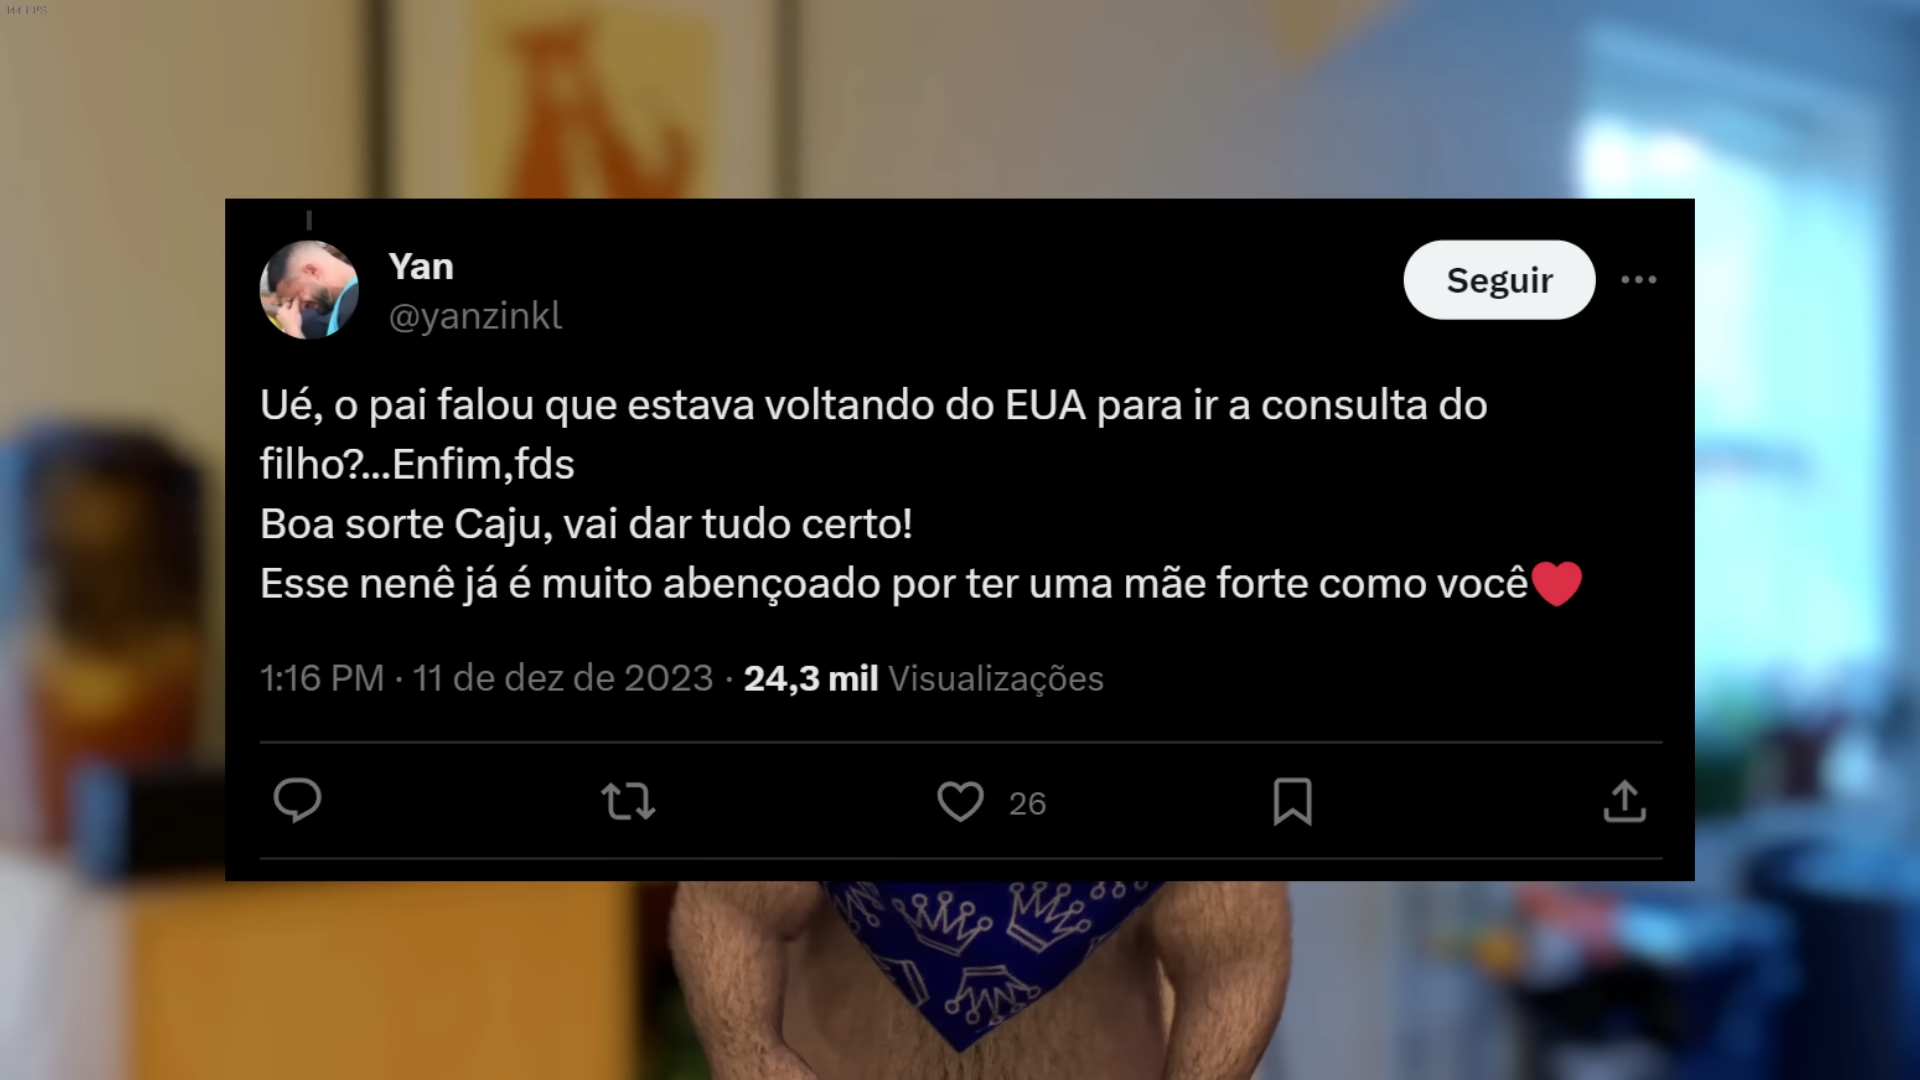 144 FPS
Yan
@yanzinkl
Seguir
Ué, o pai falou que estava voltando do EUA para ir a consulta do
filho?...Enfim,fds
Boa sorte Caju, vai dar tudo certo!
Esse nenê já é muito abençoado por ter uma mãe forte como você❤️
1:16 PM · 11 de dez de 2023 · 24,3 mil Visualizações
26